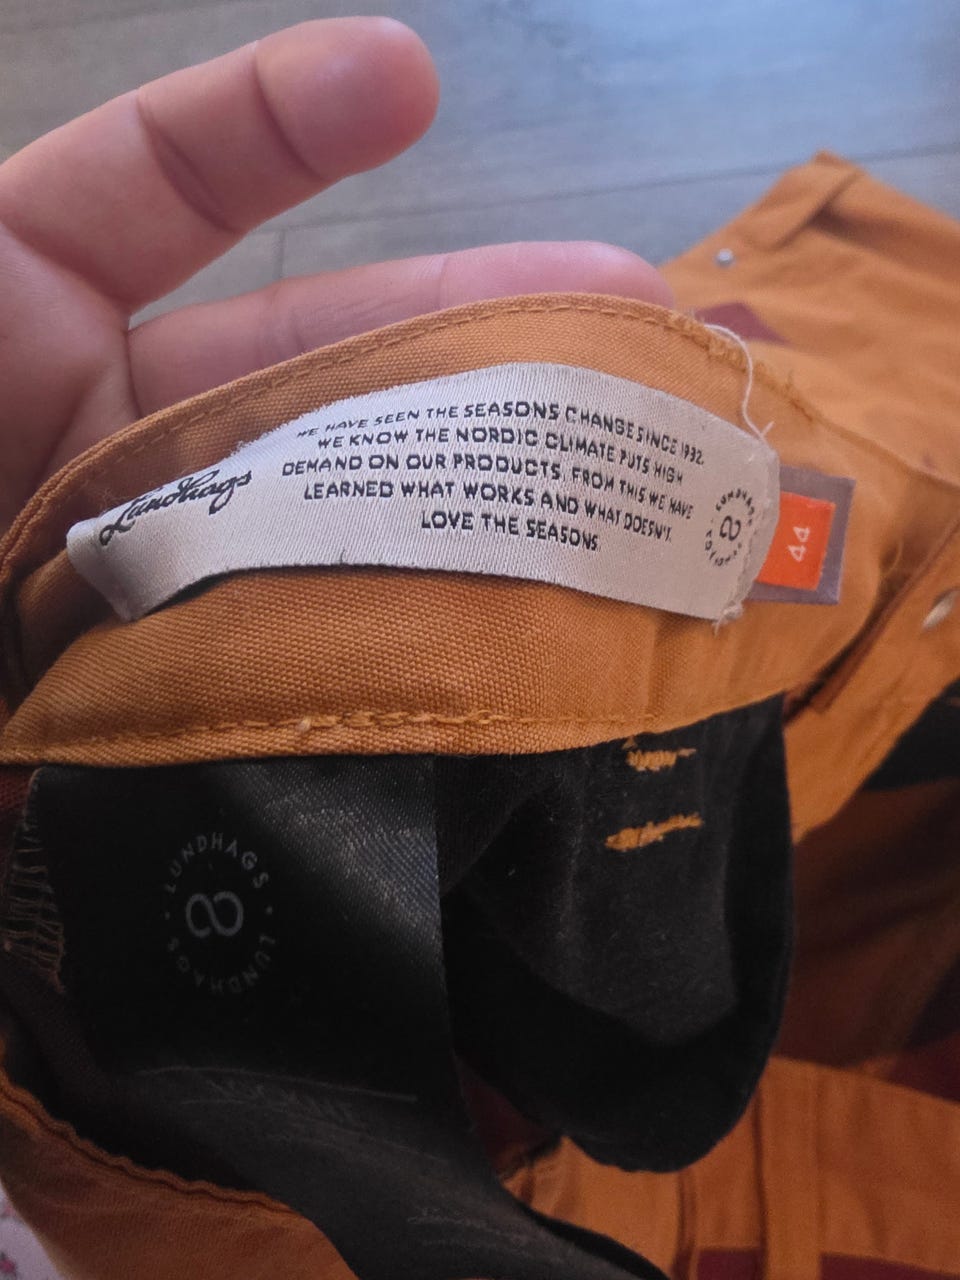 Lundhags
WE HAVE SEEN THE SEASONS CHANGE SINCE 1932.
WE KNOW THE NORDIC CLIMATE PUTS HIGH
DEMAND ON OUR PRODUCTS. FROM THIS WE HAVE
LEARNED WHAT WORKS AND WHAT DOESN'T.
LOVE THE SEASONS.
LUNDHAGS
LUNDHAGS
44
LUNDHAGS
LUNDHAGS